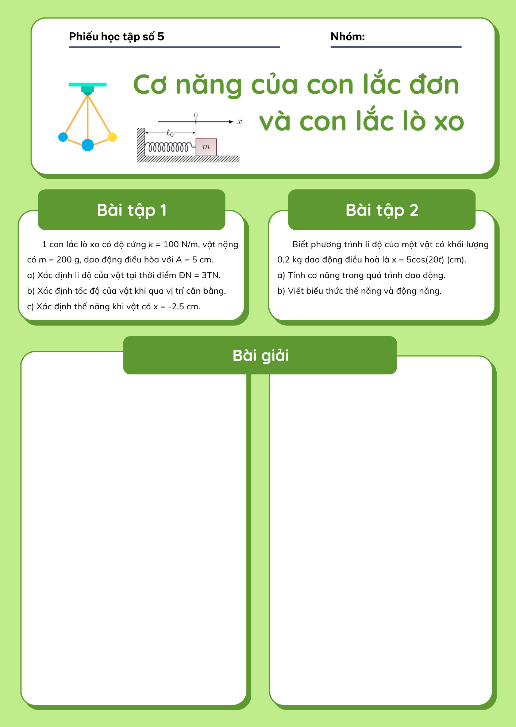 Phiếu học tập số 5
Nhóm:
Cơ năng của con lắc đơn
và con lắc lò xo
0
x
ℓ0
m
Bài tập 1
1 con lắc lò xo có độ cứng k = 100 N/m, vật nặng
có m = 200 g, dao động điều hòa với A = 5 cm.
a) Xác định li độ của vật tại thời điểm ĐN = 3TN.
b) Xác định tốc độ của vật khi qua vị trí cân bằng.
c) Xác định thế năng khi vật có x = -2,5 cm.
Bài tập 2
Biết phương trình li độ của một vật có khối lượng
0,2 kg dao động điều hoà là x = 5cos(20t) (cm).
a) Tính cơ năng trong quá trình dao động.
b) Viết biểu thức thế năng và động năng.
Bài giải